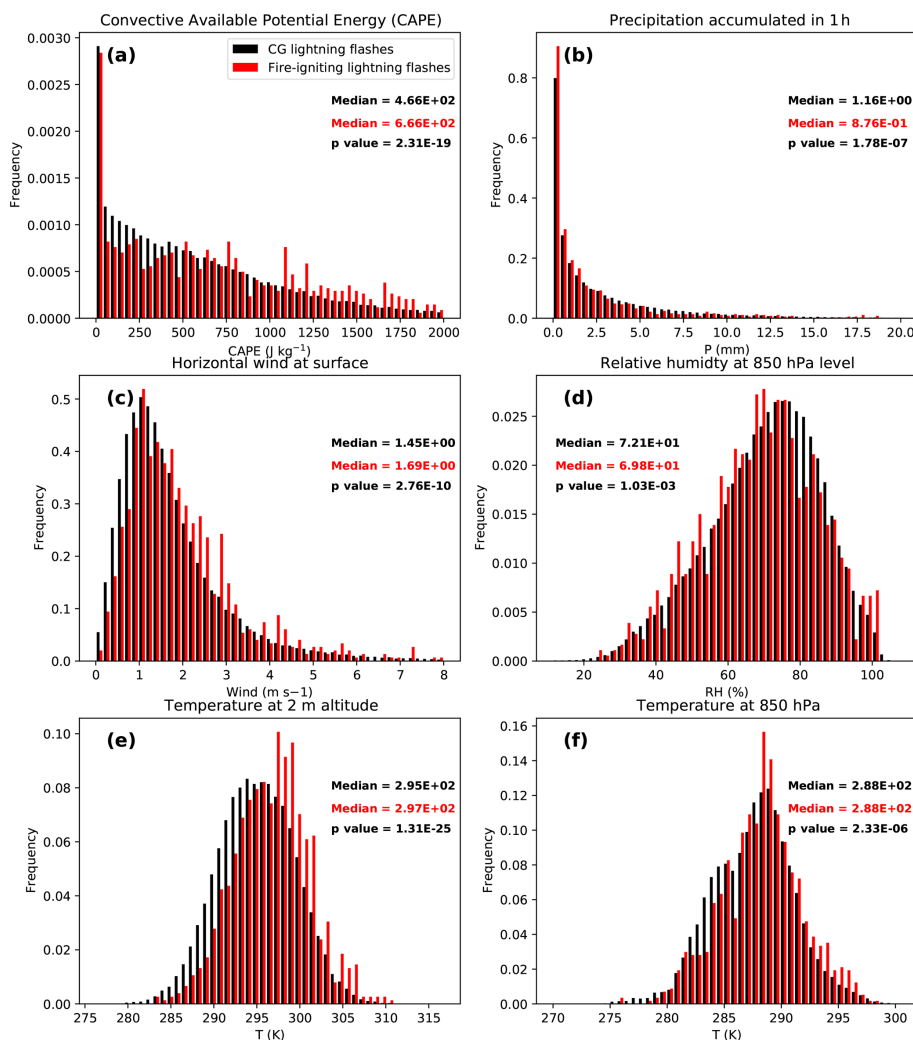 Convective Available Potential Energy (CAPE)
(a)
CG lightning flashes
Fire-igniting lightning flashes
Median = 4.66E+02
Median = 6.66E+02
p value = 2.31E-19
Frequency
0.0030
0.0025
0.0020
0.0015
0.0010
0.0005
0.0000
0 250 500 750 1000 1250 1500 1750 2000
CAPE (J kg⁻¹)
Precipitation accumulated in 1 h
(b)
Median = 1.16E+00
Median = 8.76E-01
p value = 1.78E-07
Frequency
0.8
0.6
0.4
0.2
0.0
0.0 2.5 5.0 7.5 10.0 12.5 15.0 17.5 20.0
P (mm)
Horizontal wind at surface
(c)
Median = 1.45E+00
Median = 1.69E+00
p value = 2.76E-10
Frequency
0.5
0.4
0.3
0.2
0.1
0.0
0 1 2 3 4 5 6 7 8
Wind (m s−1)
Relative humidity at 850 hPa level
(d)
Median = 7.21E+01
Median = 6.98E+01
p value = 1.03E-03
Frequency
0.025
0.020
0.015
0.010
0.005
0.000
20 40 60 80 100
RH (%)
Temperature at 2 m altitude
(e)
Median = 2.95E+02
Median = 2.97E+02
p value = 1.31E-25
Frequency
0.10
0.08
0.06
0.04
0.02
0.00
275 280 285 290 295 300 305 310 315
T (K)
Temperature at 850 hPa
(f)
Median = 2.88E+02
Median = 2.88E+02
p value = 2.33E-06
Frequency
0.16
0.14
0.12
0.10
0.08
0.06
0.04
0.02
0.00
270 275 280 285 290 295 300
T (K)